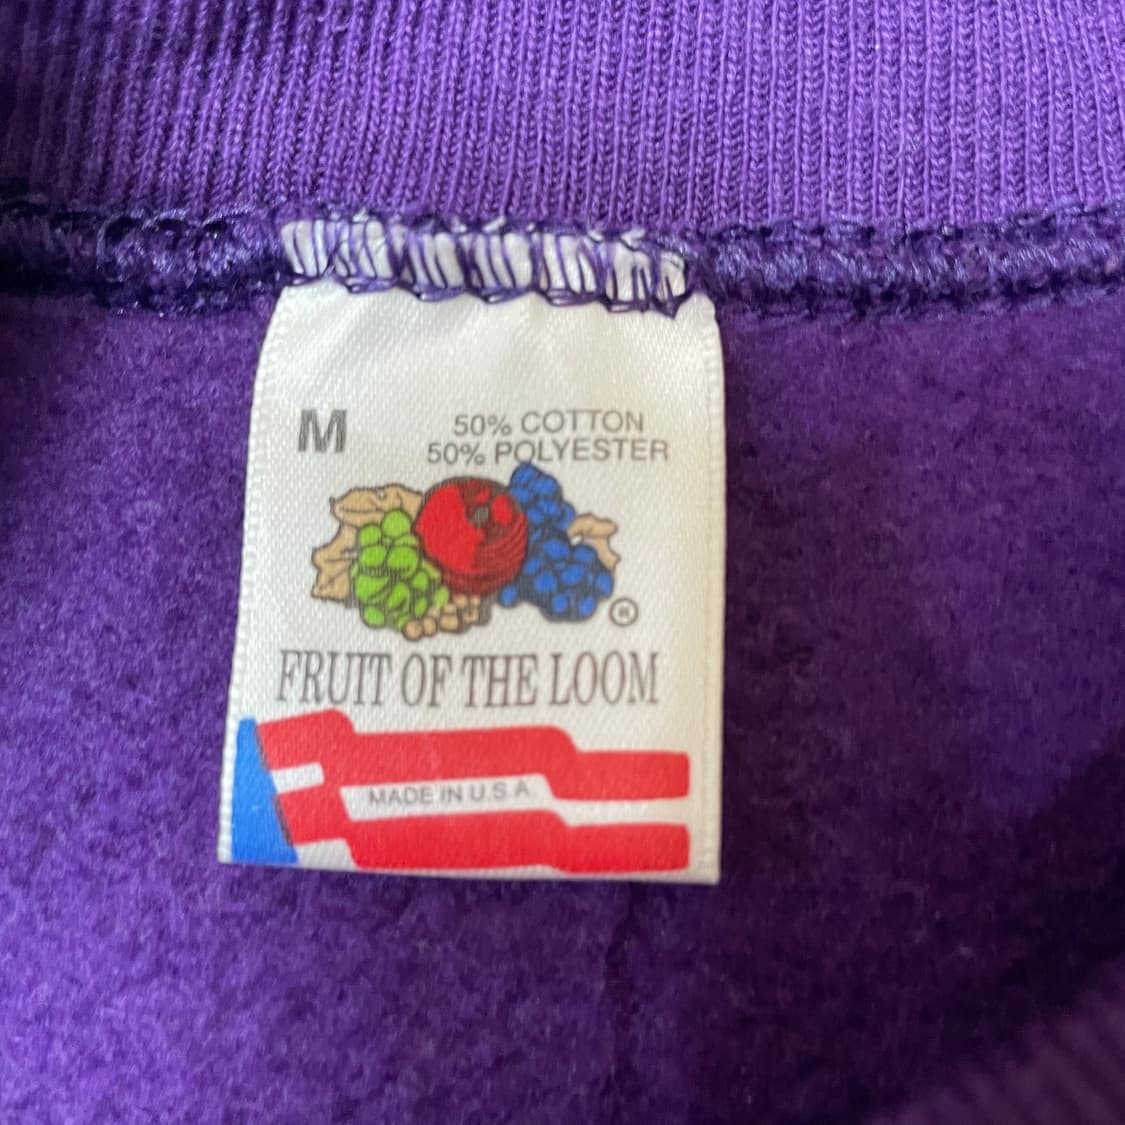 M
50% COTTON
50% POLYESTER
®
FRUIT OF THE LOOM
MADE IN U.S.A.